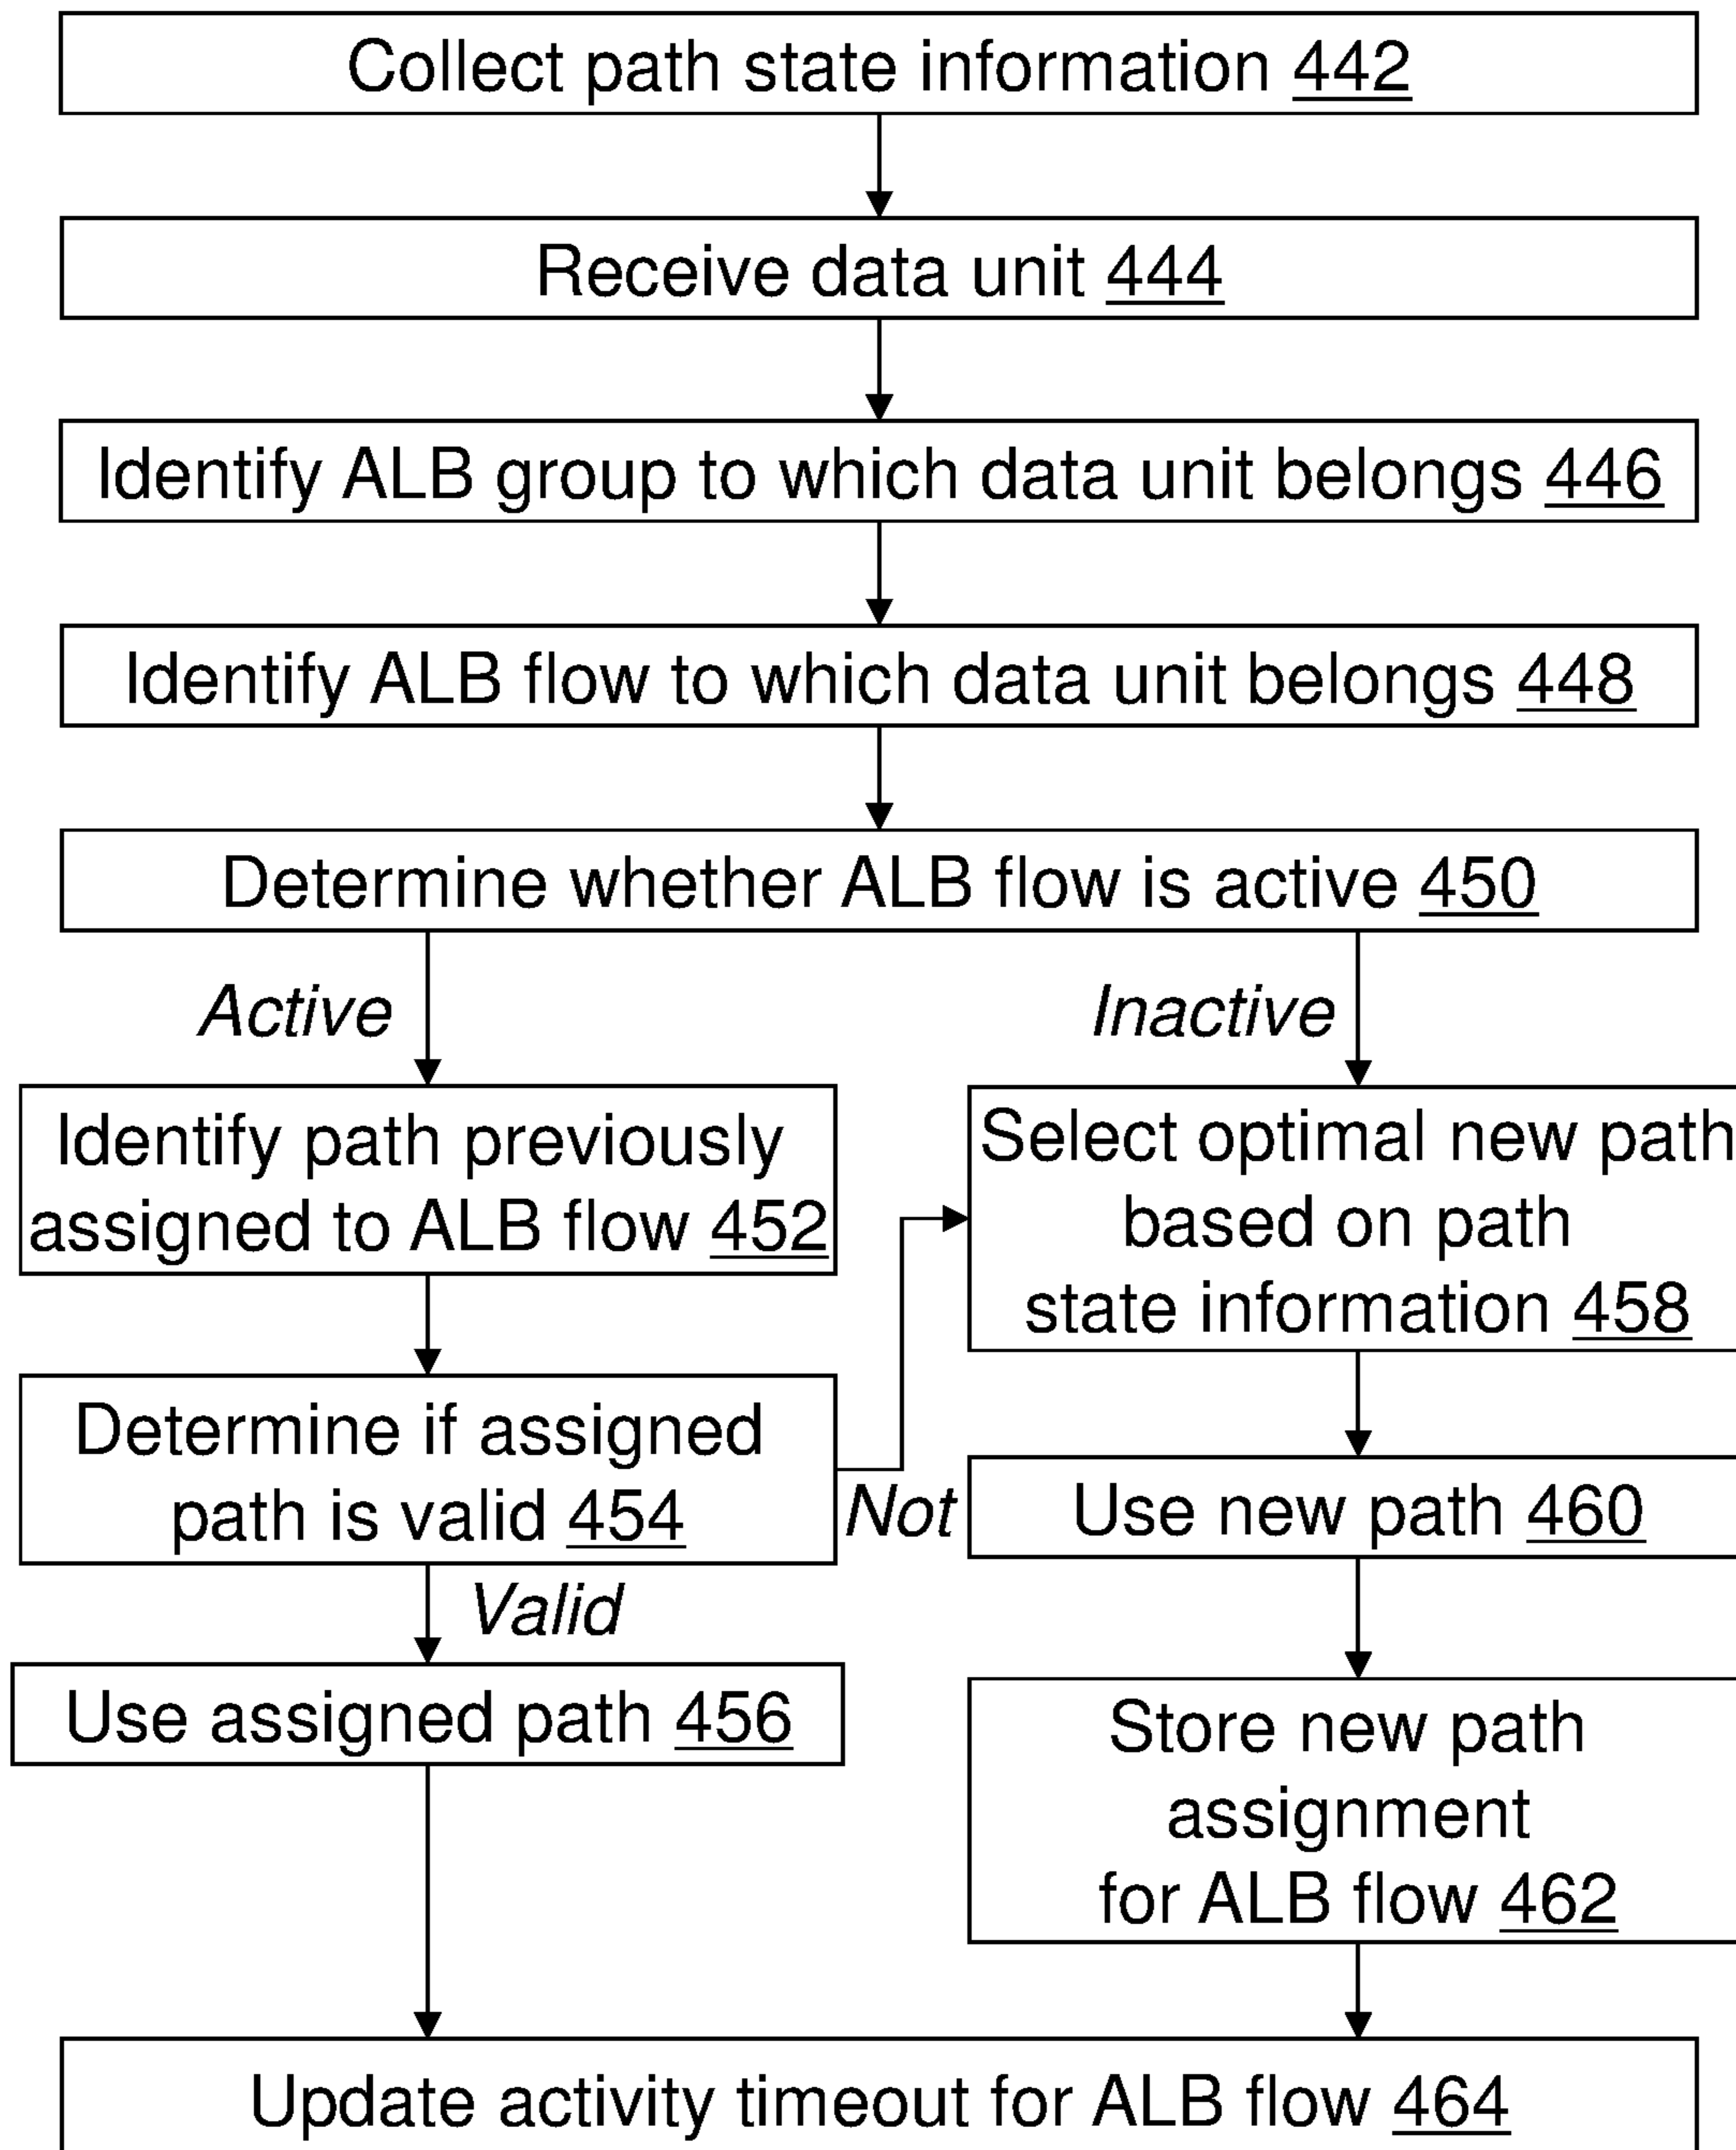 Collect path state information 442
Receive data unit 444
Identify ALB group to which data unit belongs 446
Identify ALB flow to which data unit belongs 448
Determine whether ALB flow is active 450
Active
Inactive
Identify path previously
assigned to ALB flow 452
Select optimal new path
based on path
state information 458
Determine if assigned
path is valid 454
Not
Use new path 460
Valid
Use assigned path 456
Store new path
assignment
for ALB flow 462
Update activity timeout for ALB flow 464